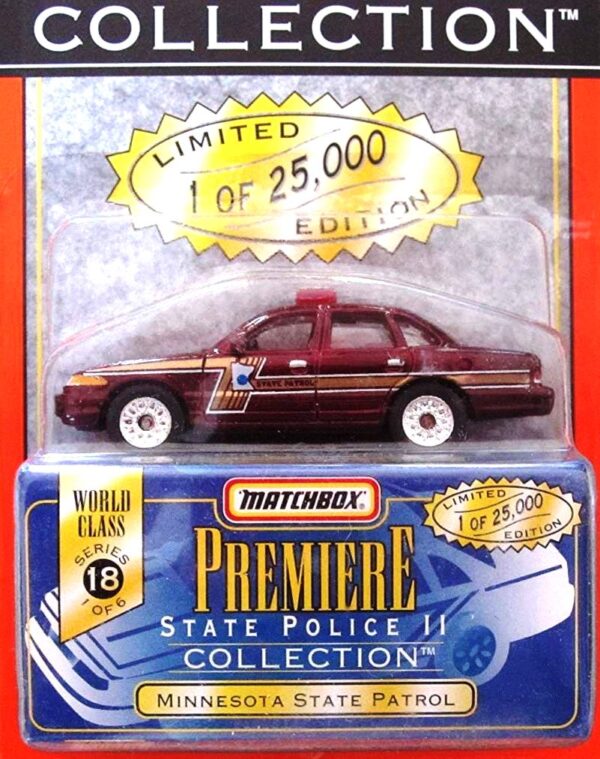 COLLECTION™
LIMITED
1 OF 25,000
EDITION
STATE PATROL
WORLD
CLASS
SERIES
18
1 OF 6
MATCHBOX®
LIMITED
1 OF 25,000
EDITION
PREMIERE
STATE POLICE II
COLLECTION™
MINNESOTA STATE PATROL